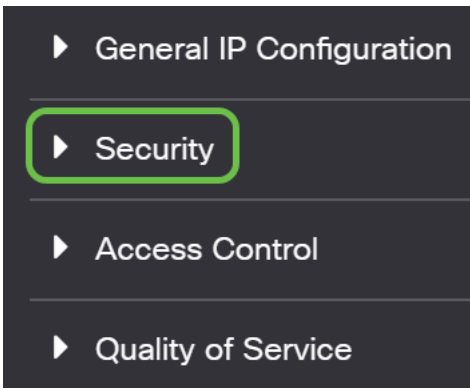 General IP Configuration
Security
Access Control
Quality of Service